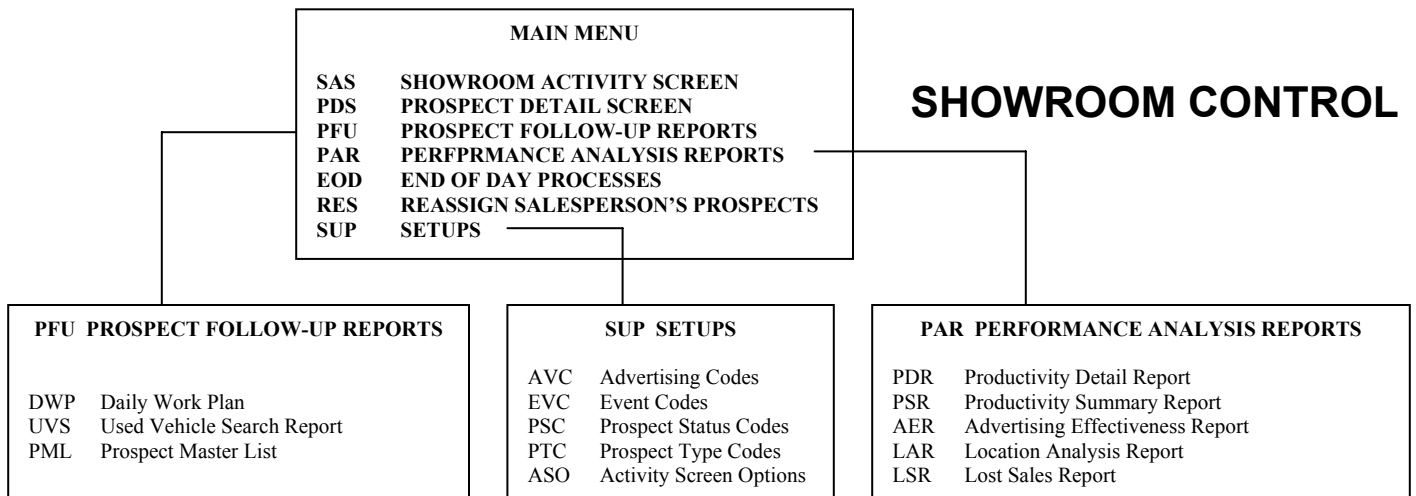 MAIN MENU
SAS SHOWROOM ACTIVITY SCREEN
PDS PROSPECT DETAIL SCREEN
PFU PROSPECT FOLLOW-UP REPORTS
PAR PERFPRMANCE ANALYSIS REPORTS
EOD END OF DAY PROCESSES
RES REASSIGN SALESPERSON’S PROSPECTS
SUP SETUPS
SHOWROOM CONTROL
PFU PROSPECT FOLLOW-UP REPORTS
DWP Daily Work Plan
UVS Used Vehicle Search Report
PML Prospect Master List
SUP SETUPS
AVC Advertising Codes
EVC Event Codes
PSC Prospect Status Codes
PTC Prospect Type Codes
ASO Activity Screen Options
PAR PERFORMANCE ANALYSIS REPORTS
PDR Productivity Detail Report
PSR Productivity Summary Report
AER Advertising Effectiveness Report
LAR Location Analysis Report
LSR Lost Sales Report